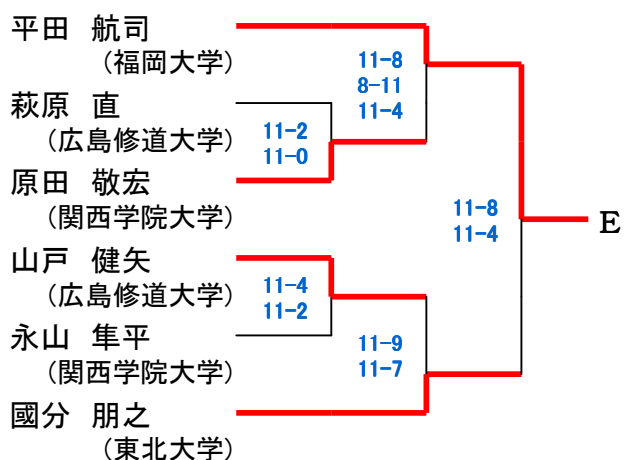 平田 航司
(福岡大学)
11-8
8-11
11-4
萩原 直
(広島修道大学)
11-2
11-0
原田 敬宏
(関西学院大学)
11-8
11-4
E
山戸 健矢
(広島修道大学)
11-4
11-2
永山 隼平
(関西学院大学)
11-9
11-7
國分 朋之
(東北大学)